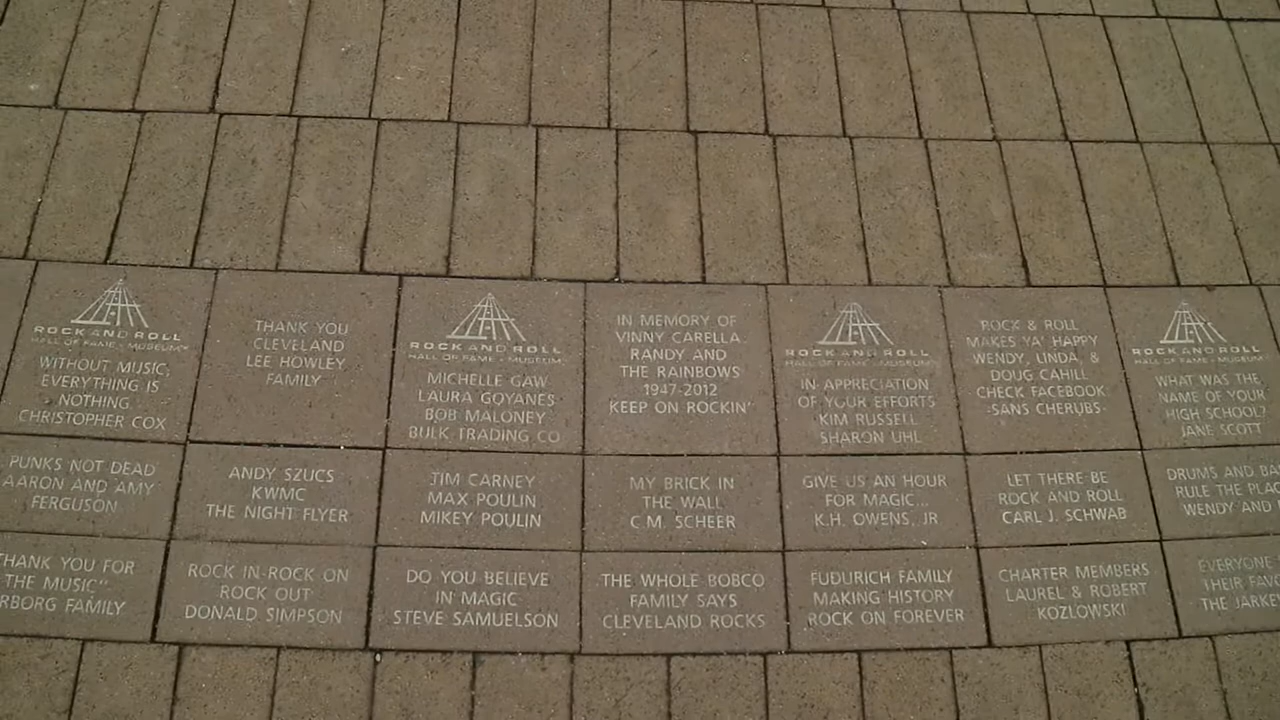 ROCK AND ROLL
HALL OF FAME + MUSEUM
WITHOUT MUSIC,
EVERYTHING IS
NOTHING.
CHRISTOPHER COX
THANK YOU
CLEVELAND
LEE HOWLEY
FAMILY
ROCK AND ROLL
HALL OF FAME + MUSEUM
MICHELLE GAW
LAURA GOYANES
BOB MALONEY
BULK TRADING CO
IN MEMORY OF
VINNY CARELLA
RANDY AND
THE RAINBOWS
1947-2012
KEEP ON ROCKIN'
ROCK AND ROLL
HALL OF FAME + MUSEUM
IN APPRECIATION
OF YOUR EFFORTS
KIM RUSSELL
SHARON UHL
ROCK & ROLL
MAKES YA' HAPPY
WENDY, LINDA, &
DOUG CAHILL
CHECK FACEBOOK
-SANS CHERUBS-
ROCK AND ROLL
HALL OF FAME + MUSEUM
WHAT WAS THE
NAME OF YOUR
HIGH SCHOOL?
JANE SCOTT
PUNKS NOT DEAD
AARON AND AMY
FERGUSON
ANDY SZUCS
KWMC
THE NIGHT FLYER
JIM CARNEY
MAX POULIN
MIKEY POULIN
MY BRICK IN
THE WALL
C.M. SCHEER
GIVE US AN HOUR
FOR MAGIC...
K.H. OWENS, JR.
LET THERE BE
ROCK AND ROLL
CARL J. SCHWAB
DRUMS AND BA
RULE THE PLAC
WENDY AND
THANK YOU FOR
THE MUSIC"
RBORG FAMILY
ROCK IN-ROCK ON
ROCK OUT
DONALD SIMPSON
DO YOU BELIEVE
IN MAGIC
STEVE SAMUELSON
THE WHOLE BOBCO
FAMILY SAYS
CLEVELAND ROCKS
FUDURICH FAMILY
MAKING HISTORY
ROCK ON FOREVER
CHARTER MEMBERS
LAUREL & ROBERT
KOZLOWSKI
EVERYONE
THEIR FAV
THE JARKE